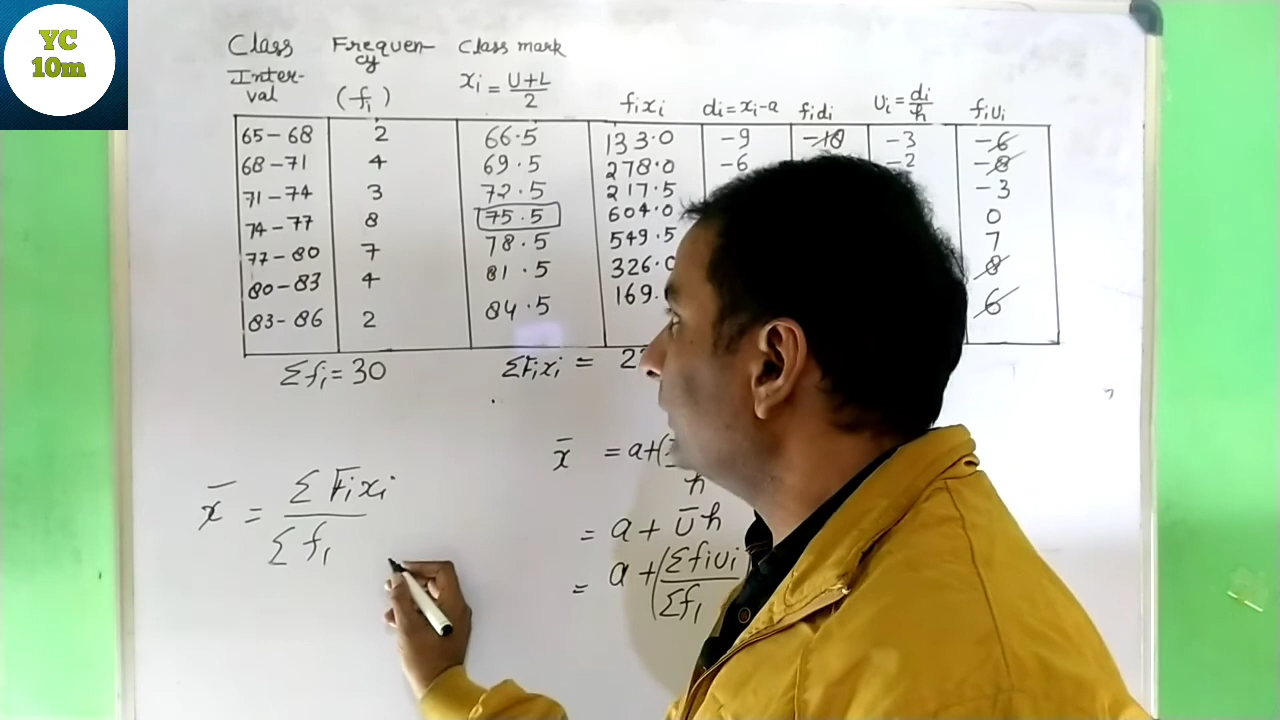 YC
10m
Class Inter-val Frequen-cy (fi) Class mark xi = U+L/2 fixi di=xi-a fidi Ui = di/h fiui
65-68 2 66.5 133.0 -9 -18 -3 -6
68-71 4 69.5 278.0 -6 -2 -8
71-74 3 72.5 217.5 -3
74-77 8 75.5 604.0 0
77-80 7 78.5 549.5 7
80-83 4 81.5 326.0 8
83-86 2 84.5 169. 6
Σfi = 30 ΣFixi =
x̄ = a+(
h
x̄ = ΣFixi / Σfi
= a + Ūh
= a + (Σfiui / Σfi